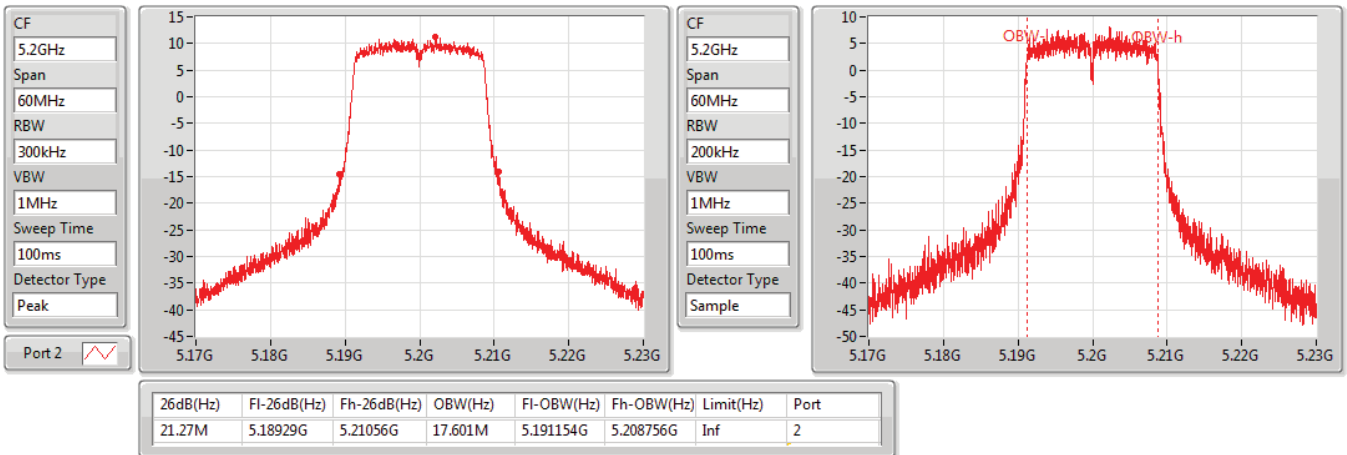 CF
5.2GHz
Span
60MHz
RBW
300kHz
VBW
1MHz
Sweep Time
100ms
Detector Type
Peak
Port 2
15
10
5
0
-5
-10
-15
-20
-25
-30
-35
-40
-45
5.17G 5.18G 5.19G 5.2G 5.21G 5.22G 5.23G
CF
5.2GHz
Span
60MHz
RBW
200kHz
VBW
1MHz
Sweep Time
100ms
Detector Type
Sample
10
5
0
-5
-10
-15
-20
-25
-30
-35
-40
-45
-50
OBW-l OBW-h
5.17G 5.18G 5.19G 5.2G 5.21G 5.22G 5.23G
26dB(Hz) Fl-26dB(Hz) Fh-26dB(Hz) OBW(Hz) Fl-OBW(Hz) Fh-OBW(Hz) Limit(Hz) Port
21.27M 5.18929G 5.21056G 17.601M 5.191154G 5.208756G Inf 2